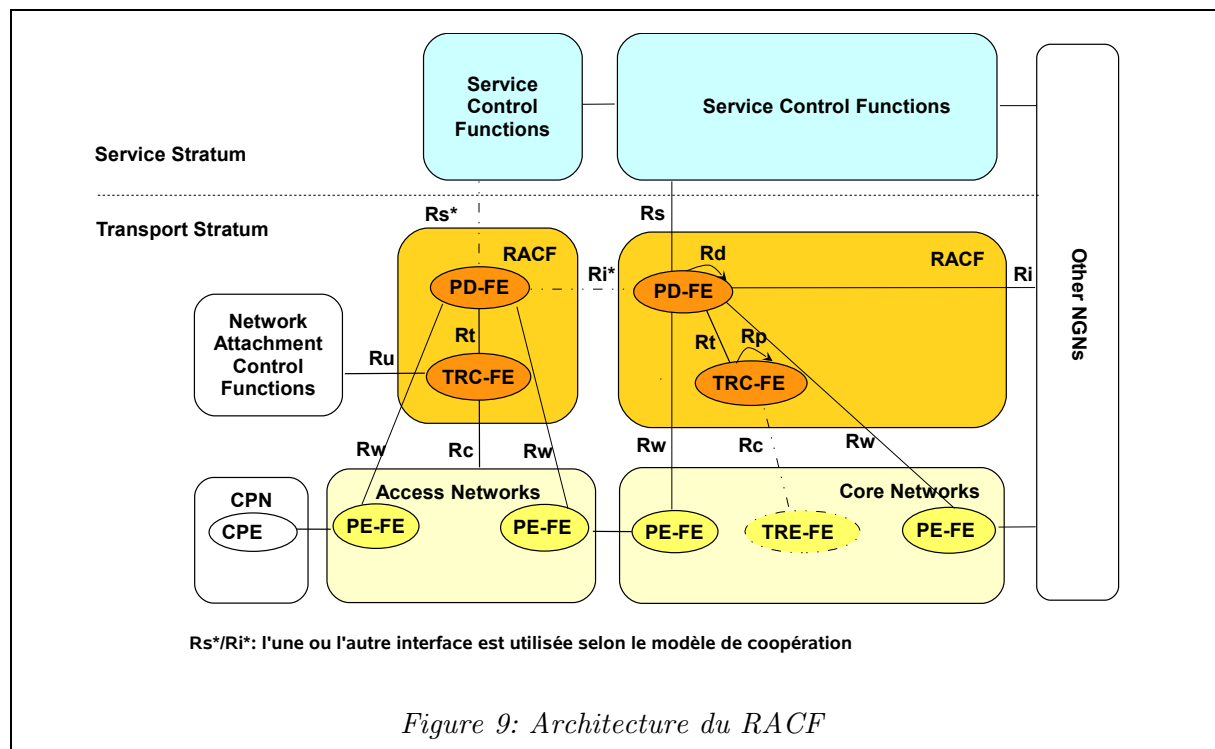 Service
Control
Functions
Service Control Functions
Service Stratum
Transport Stratum
Rs*
Rs
RACF
RACF
Rd
Ri*
Ri
PD-FE
PD-FE
Network
Attachment
Control
Functions
Ru
Rt
Rt
Rp
TRC-FE
TRC-FE
Other NGNs
Rw
Rc
Rw
Rw
Rc
Rw
CPN
CPE
Access Networks
PE-FE
PE-FE
Core Networks
PE-FE
TRE-FE
PE-FE
Rs*/Ri*: l'une ou l'autre interface est utilisée selon le modèle de coopération
Figure 9: Architecture du RACF